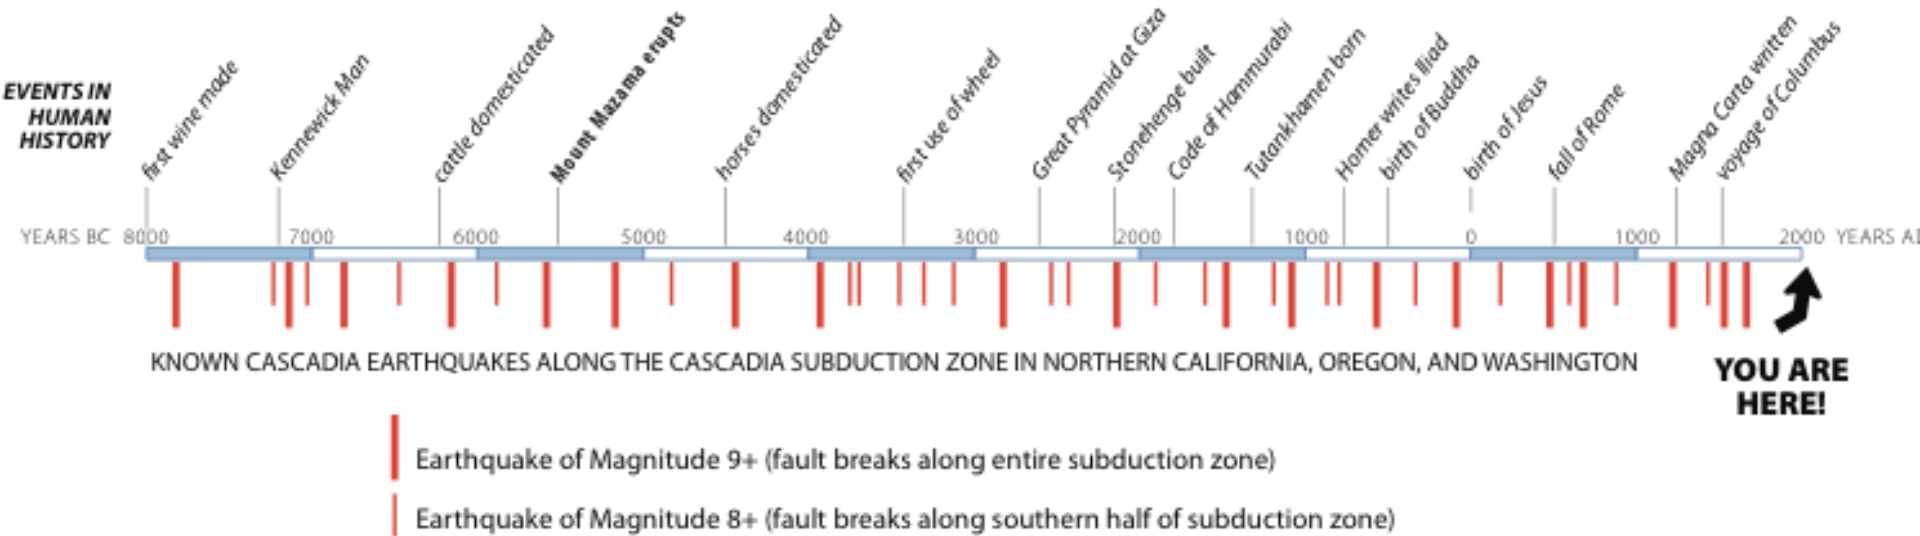 EVENTS IN
HUMAN
HISTORY
first wine made
Kennewick Man
cattle domesticated
Mount Mazama erupts
horses domesticated
first use of wheel
Great Pyramid at Giza
Stonehenge built
Code of Hammurabi
Tutankhamen born
Homer writes Iliad
birth of Buddha
birth of Jesus
fall of Rome
Magna Carta written
voyage of Columbus
YEARS BC 8000 7000 6000 5000 4000 3000 2000 1000 0 1000 2000 YEARS AD
KNOWN CASCADIA EARTHQUAKES ALONG THE CASCADIA SUBDUCTION ZONE IN NORTHERN CALIFORNIA, OREGON, AND WASHINGTON
YOU ARE
HERE!
Earthquake of Magnitude 9+ (fault breaks along entire subduction zone)
Earthquake of Magnitude 8+ (fault breaks along southern half of subduction zone)